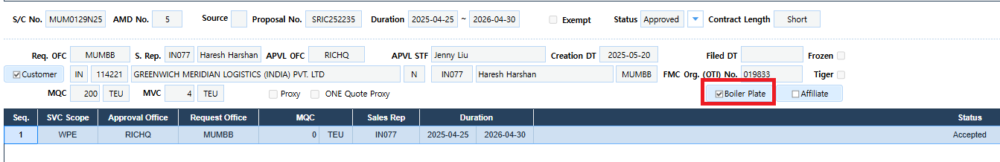 S/C No. MUM0129N25 AMD No. 5 Source Proposal No. SRIC252235 Duration 2025-04-25 ~ 2026-04-30 Exempt Status Approved Contract Length Short
Req. OFC MUMBB S. Rep. IN077 Haresh Harshan APVL OFC RICHQ APVL STF Jenny Liu Creation DT 2025-05-20 Filed DT Frozen
Customer IN 114221 GREENWICH MERIDIAN LOGISTICS (INDIA) PVT. LTD N IN077 Haresh Harshan MUMBB FMC Org. (OTI) No. 019833 Tiger
MQC 200 TEU MVC 4 TEU Proxy ONE Quote Proxy Boiler Plate Affiliate
Seq. SVC Scope Approval Office Request Office MQC Sales Rep Duration Status
1 WPE RICHQ MUMBB 0 TEU IN077 2025-04-25 2026-04-30 Accepted